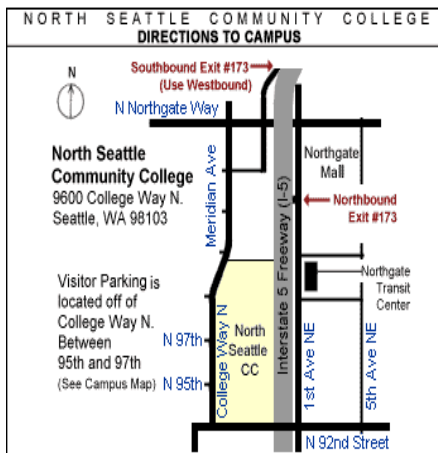 NORTH SEATTLE COMMUNITY COLLEGE
DIRECTIONS TO CAMPUS
N
Southbound Exit #173
(Use Westbound)
N Northgate Way
North Seattle
Community College
9600 College Way N.
Seattle, WA 98103
Meridian Ave
Interstate 5 Freeway (I-5)
Northgate
Mall
Northbound
Exit #173
Northgate
Transit
Center
Visitor Parking is
located off of
College Way N.
Between
95th and 97th
(See Campus Map)
N 97th
N 95th
College Way N
North
Seattle
CC
1st Ave NE
5th Ave NE
N 92nd Street